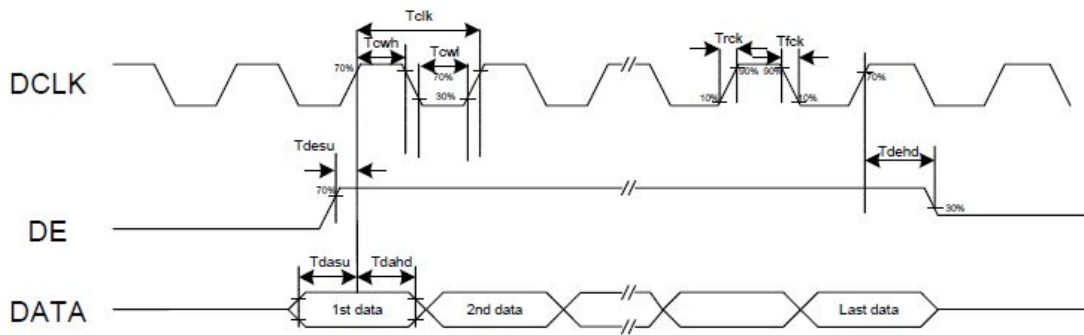 Tclk
Tcwh
Tcwl
Trck
Tfck
DCLK
70%
70%
30%
90%
90%
10%
10%
70%
Tdesu
Tdehd
70%
30%
DE
Tdasu
Tdahd
DATA
1st data
2nd data
Last data